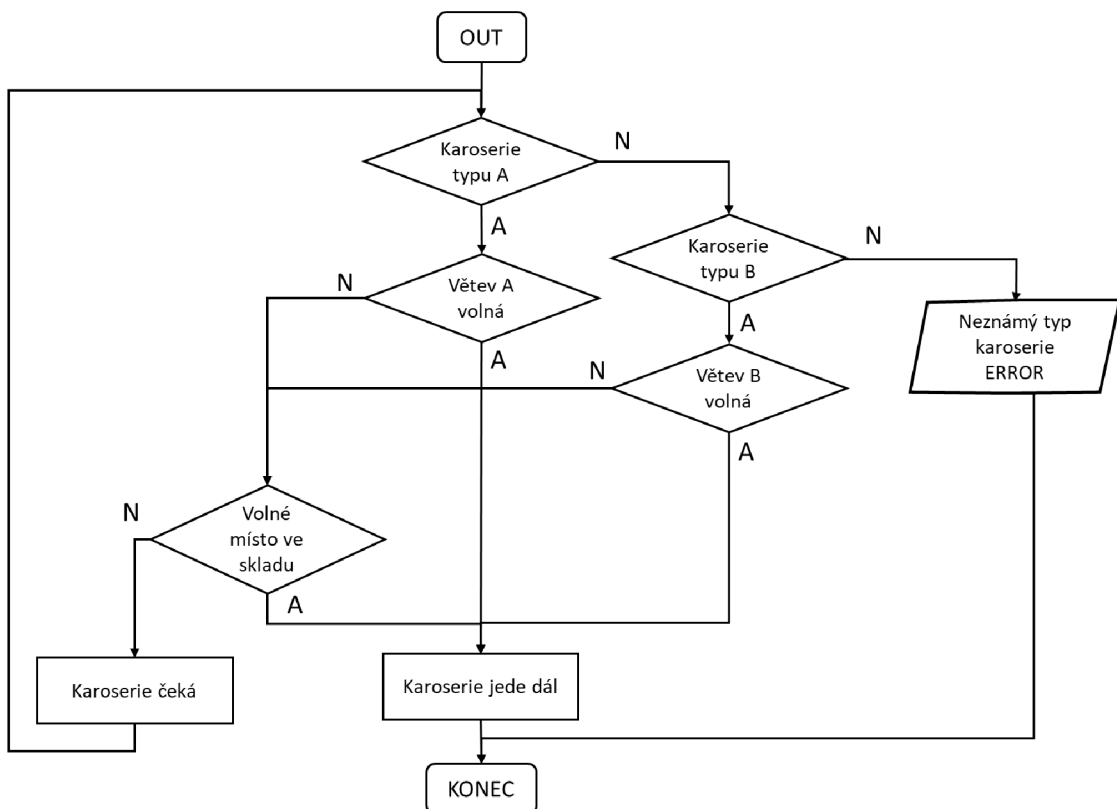 OUT
Karoserie
typu A
N
A
Karoserie
typu B
N
A
Větev A
volná
N
A
Neznámý typ
karoserie
ERROR
Větev B
volná
N
A
Volné
místo ve
skladu
N
A
Karoserie čeká
Karoserie jede dál
KONEC